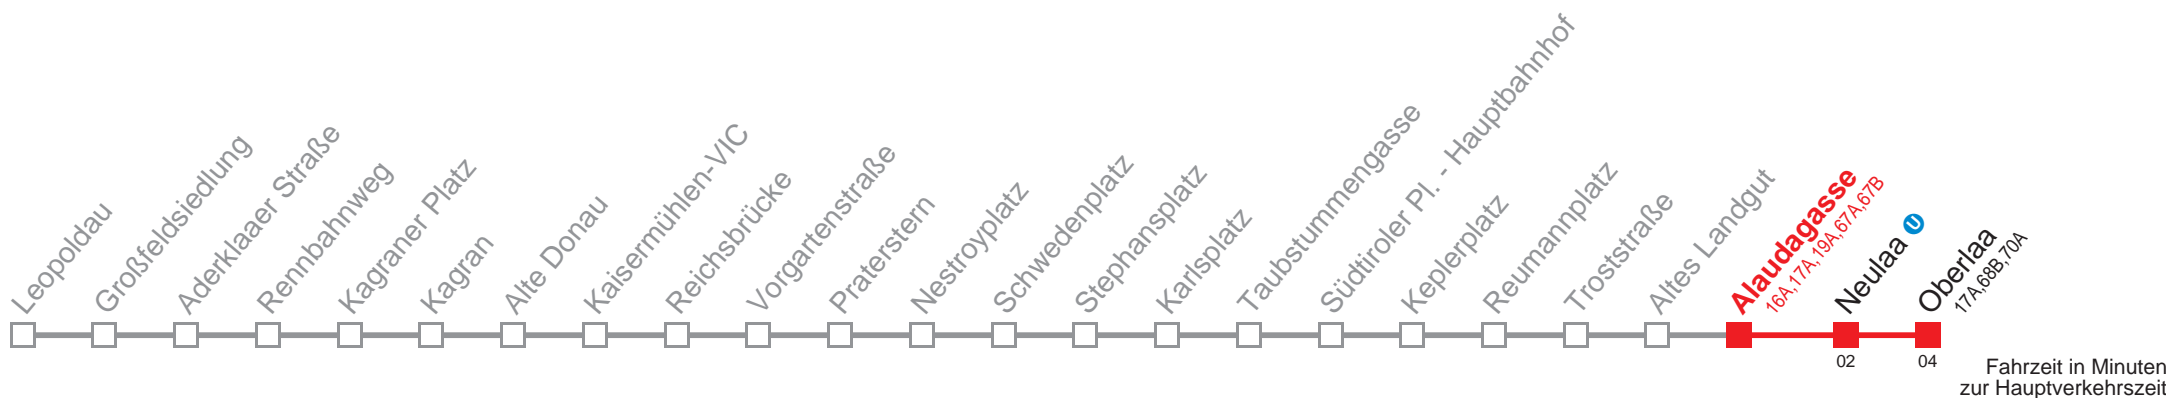 Leopoldau
Großfeldsiedlung
Aderklaaer Straße
Rennbahnweg
Kagraner Platz
Kagran
Alte Donau
Kaisermühlen-VIC
Reichsbrücke
Vorgartenstraße
Praterstern
Nestroyplatz
Schwedenplatz
Stephansplatz
Karlsplatz
Taubstummengasse
Südtiroler Pl. - Hauptbahnhof
Keplerplatz
Reumannplatz
Troststraße
Altes Landgut
Alaudagasse
16A,17A,19A,67A,67B
Neulaa U
Oberlaa
17A,68B,70A
02
04
Fahrzeit in Minuten
zur Hauptverkehrszeit